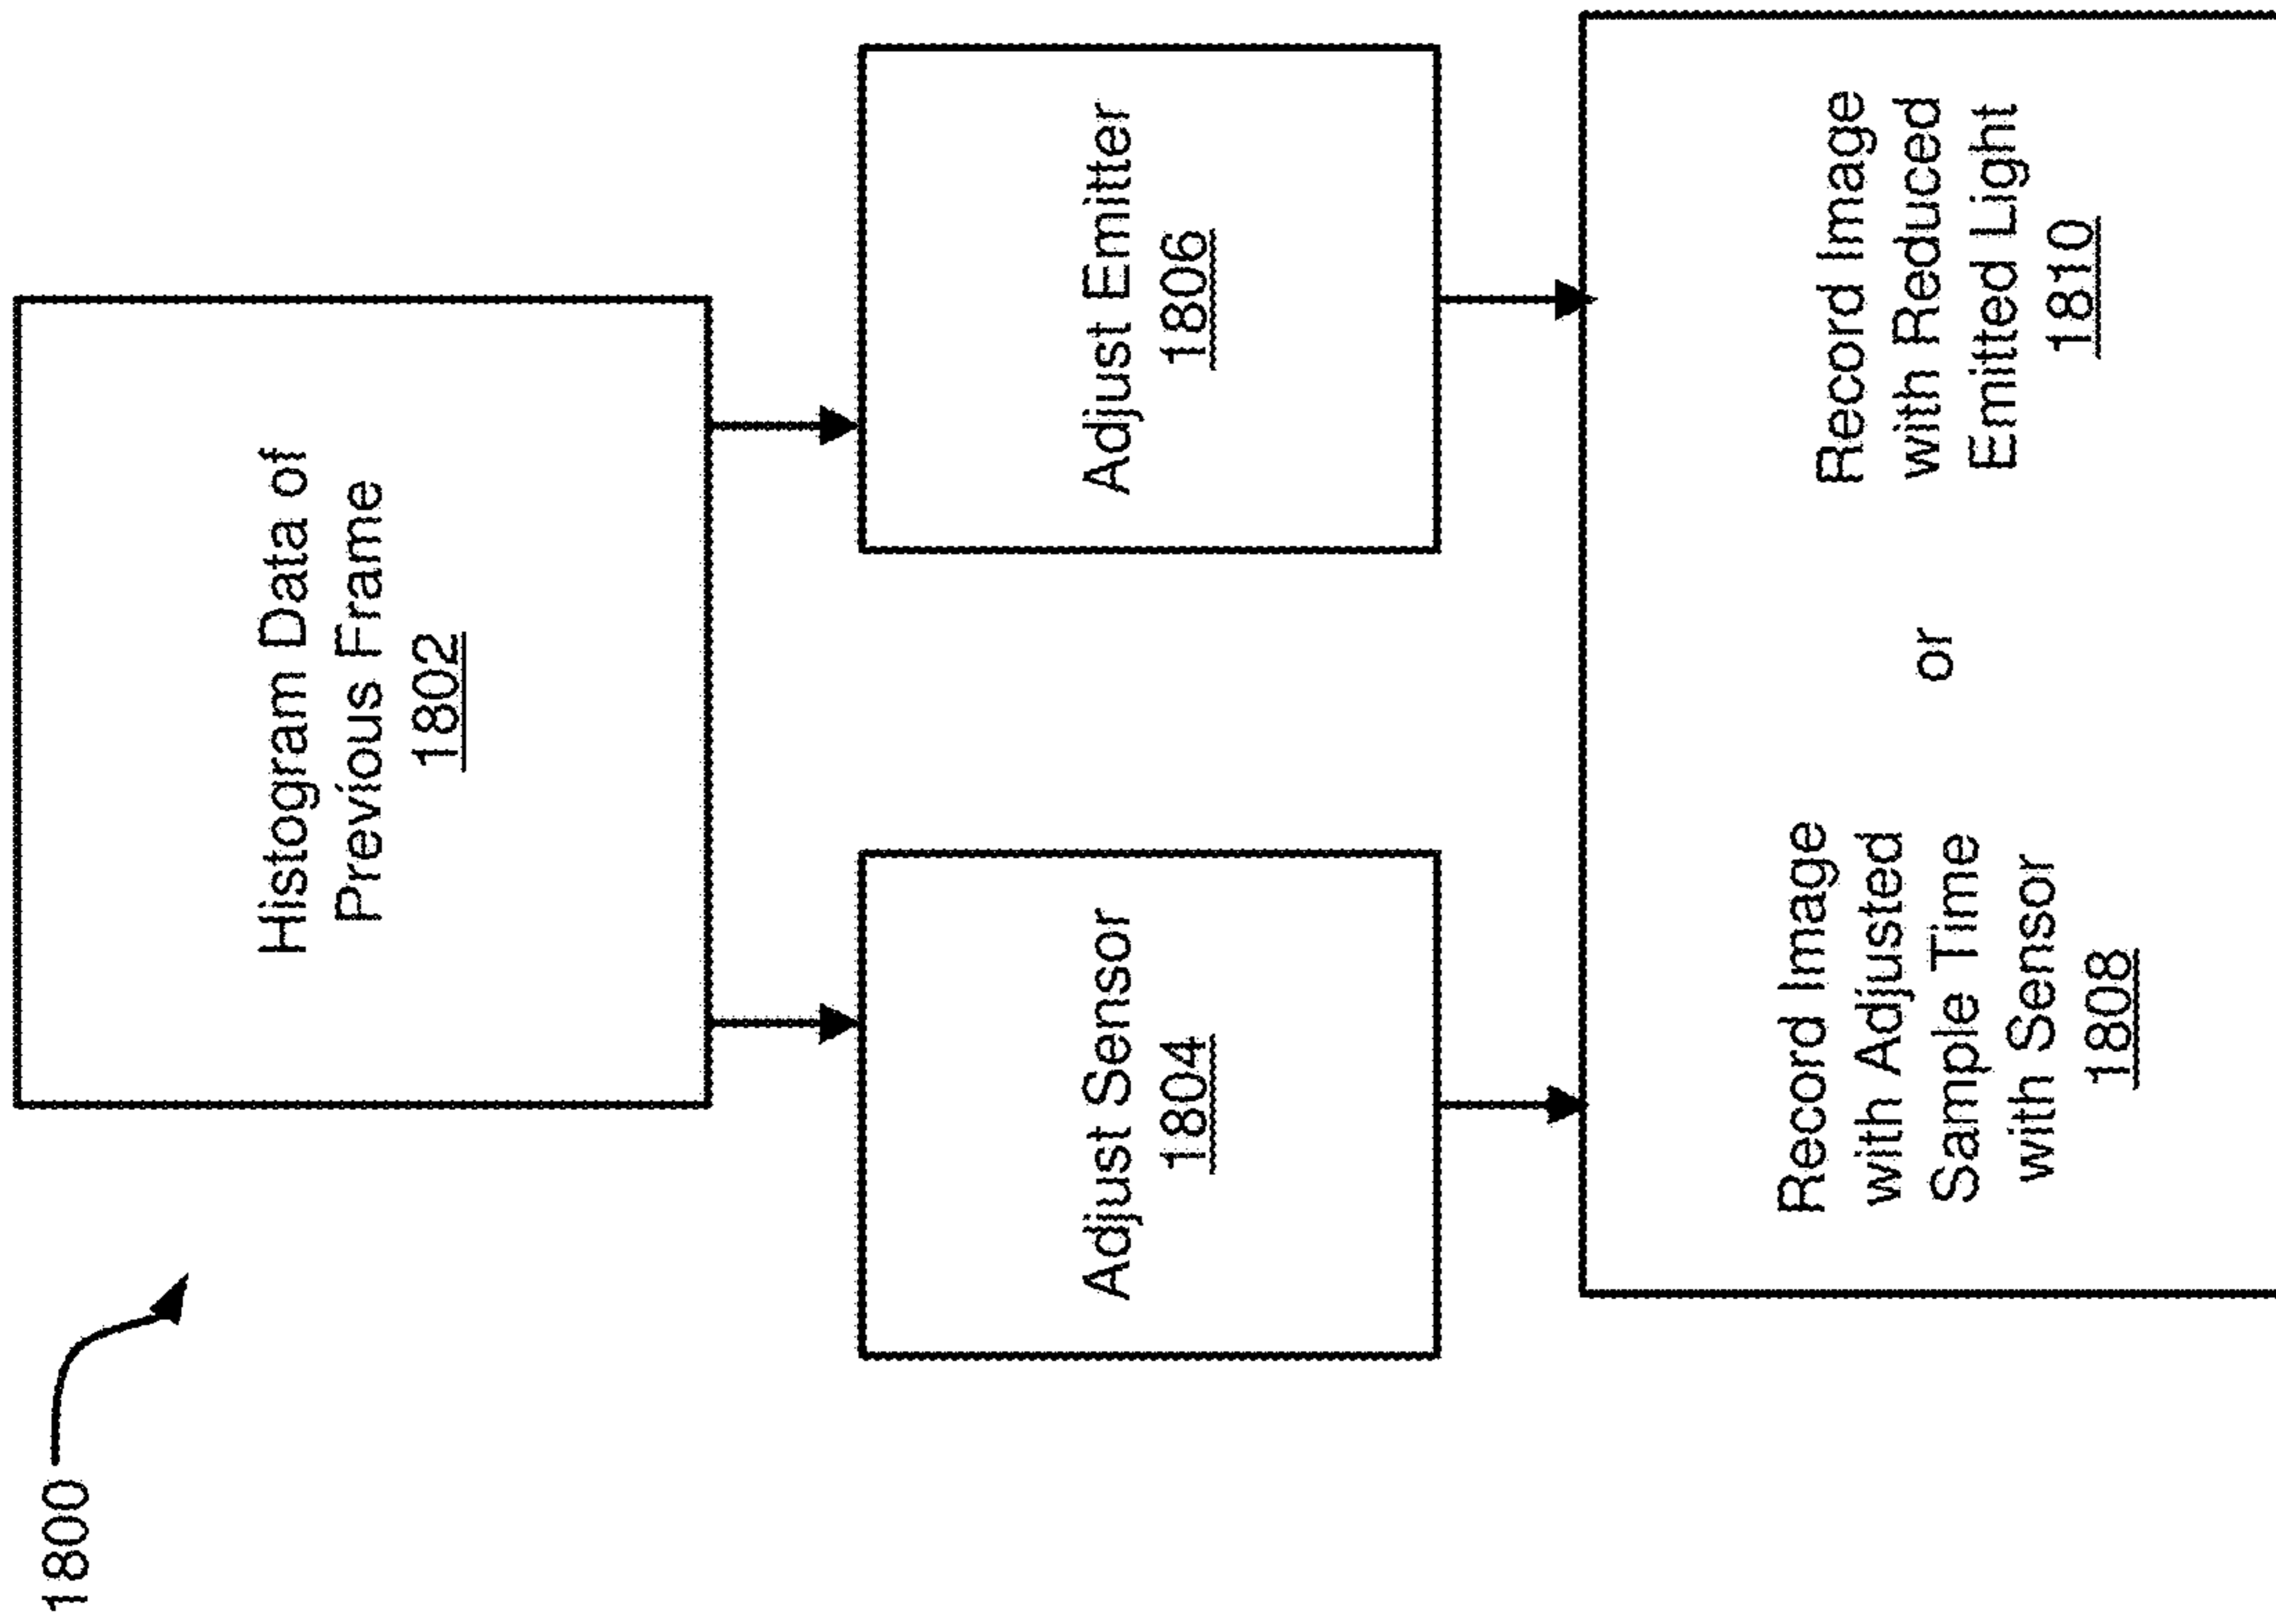 1800
Histogram Data of
Previous Frame
1802
Adjust Sensor
1804
Adjust Emitter
1806
Record Image
with Adjusted
Sample Time
with Sensor
1808
or
Record Image
with Reduced
Emitted Light
1810